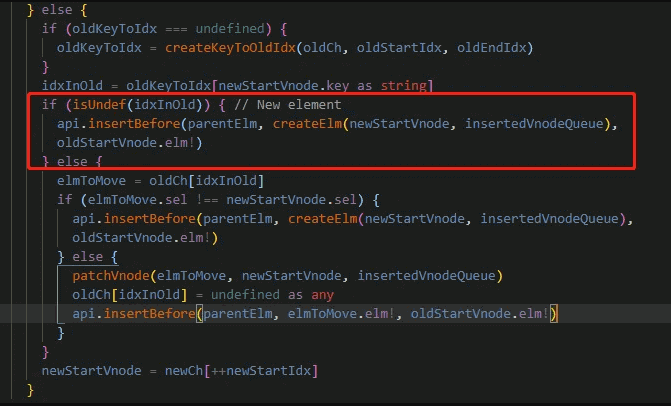 } else {
if (oldKeyToIdx === undefined) {
oldKeyToIdx = createKeyToOldIdx(oldCh, oldStartIdx, oldEndIdx)
}
idxInOld = oldKeyToIdx[newStartVnode.key as string]
if (isUndef(idxInOld)) { // New element
api.insertBefore(parentElm, createElm(newStartVnode, insertedVnodeQueue),
oldStartVnode.elm!)
} else {
elmToMove = oldCh[idxInOld]
if (elmToMove.sel !== newStartVnode.sel) {
api.insertBefore(parentElm, createElm(newStartVnode, insertedVnodeQueue),
oldStartVnode.elm!)
} else {
patchVnode(elmToMove, newStartVnode, insertedVnodeQueue)
oldCh[idxInOld] = undefined as any
api.insertBefore(parentElm, elmToMove.elm!, oldStartVnode.elm!)
}
}
newStartVnode = newCh[++newStartIdx]
}